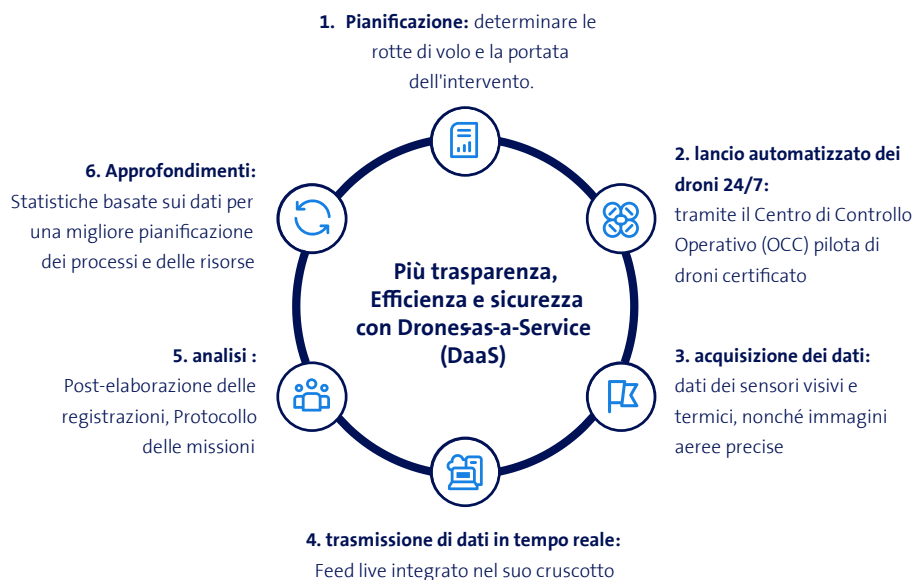 1. Pianificazione: determinare le
rotte di volo e la portata
dell'intervento.
2. lancio automatizzato dei
droni 24/7:
tramite il Centro di Controllo
Operativo (OCC) pilota di
droni certificato
3. acquisizione dei dati:
dati dei sensori visivi e
termici, nonché immagini
aeree precise
4. trasmissione di dati in tempo reale:
Feed live integrato nel suo cruscotto
5. analisi :
Post-elaborazione delle
registrazioni, Protocollo
delle missioni
6. Approfondimenti:
Statistiche basate sui dati per
una migliore pianificazione
dei processi e delle risorse
Più trasparenza,
Efficienza e sicurezza
con Drones-as-a-Service
(DaaS)